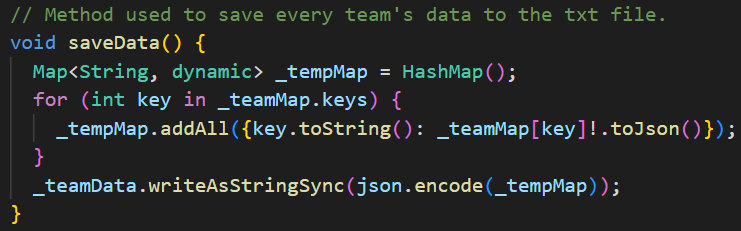 // Method used to save every team's data to the txt file.
void saveData() {
  Map<String, dynamic> _tempMap = HashMap();
  for (int key in _teamMap.keys) {
    _tempMap.addAll({key.toString(): _teamMap[key]!.toJson()});
  }
  _teamData.writeAsStringSync(json.encode(_tempMap));
}